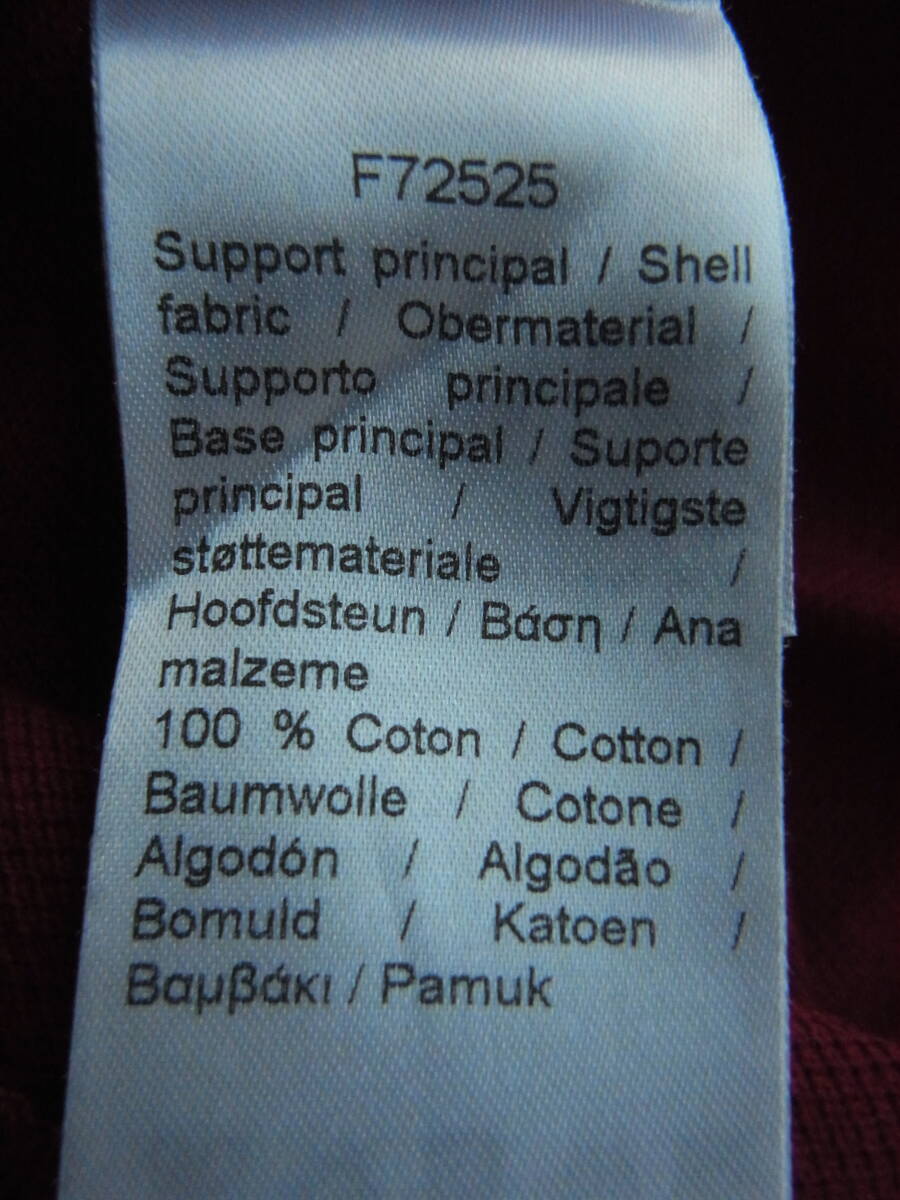 F72525
Support principal / Shell
fabric / Obermaterial /
Supporto principale /
Base principal / Suporte
principal / Vigtigste
støttemateriale /
Hoofdsteun / Βάση / Ana
malzeme
100 % Coton / Cotton /
Baumwolle / Cotone /
Algodón / Algodão /
Bomuld / Katoen /
Βαμβάκι / Pamuk